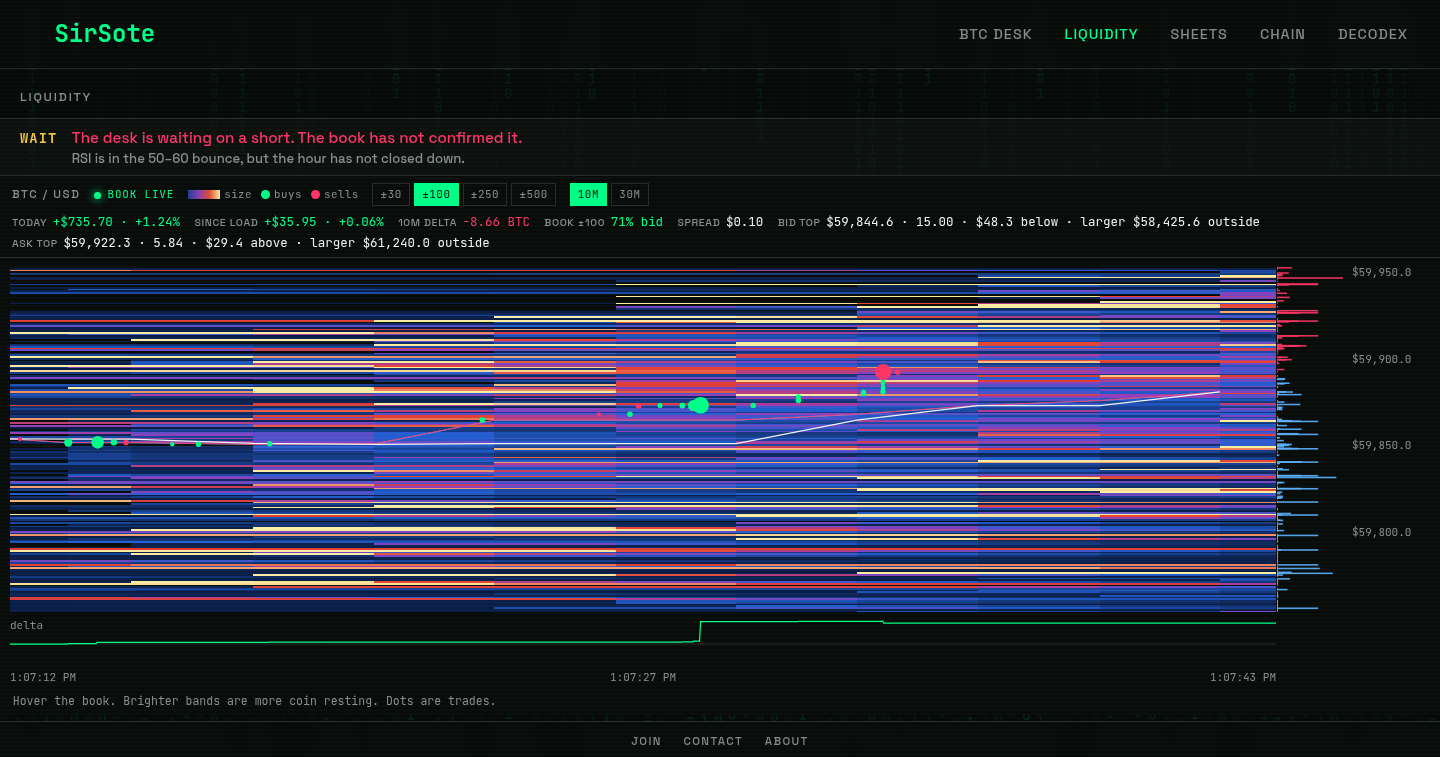 SirSote
BTC DESK LIQUIDITY SHEETS CHAIN DECODEX
LIQUIDITY
WAIT The desk is waiting on a short. The book has not confirmed it.
RSI is in the 50–60 bounce, but the hour has not closed down.
BTC / USD BOOK LIVE size buys sells ±30 ±100 ±250 ±500 10M 30M
TODAY +$735.70 · +1.24% SINCE LOAD +$35.95 · +0.06% 10M DELTA -8.66 BTC BOOK ±100 71% bid SPREAD $0.10 BID TOP $59,844.6 · 15.00 · $48.3 below · larger $58,425.6 outside
ASK TOP $59,922.3 · 5.84 · $29.4 above · larger $61,240.0 outside
$59,950.0
$59,900.0
$59,850.0
$59,800.0
delta
1:07:12 PM 1:07:27 PM 1:07:43 PM
Hover the book. Brighter bands are more coin resting. Dots are trades.
JOIN CONTACT ABOUT